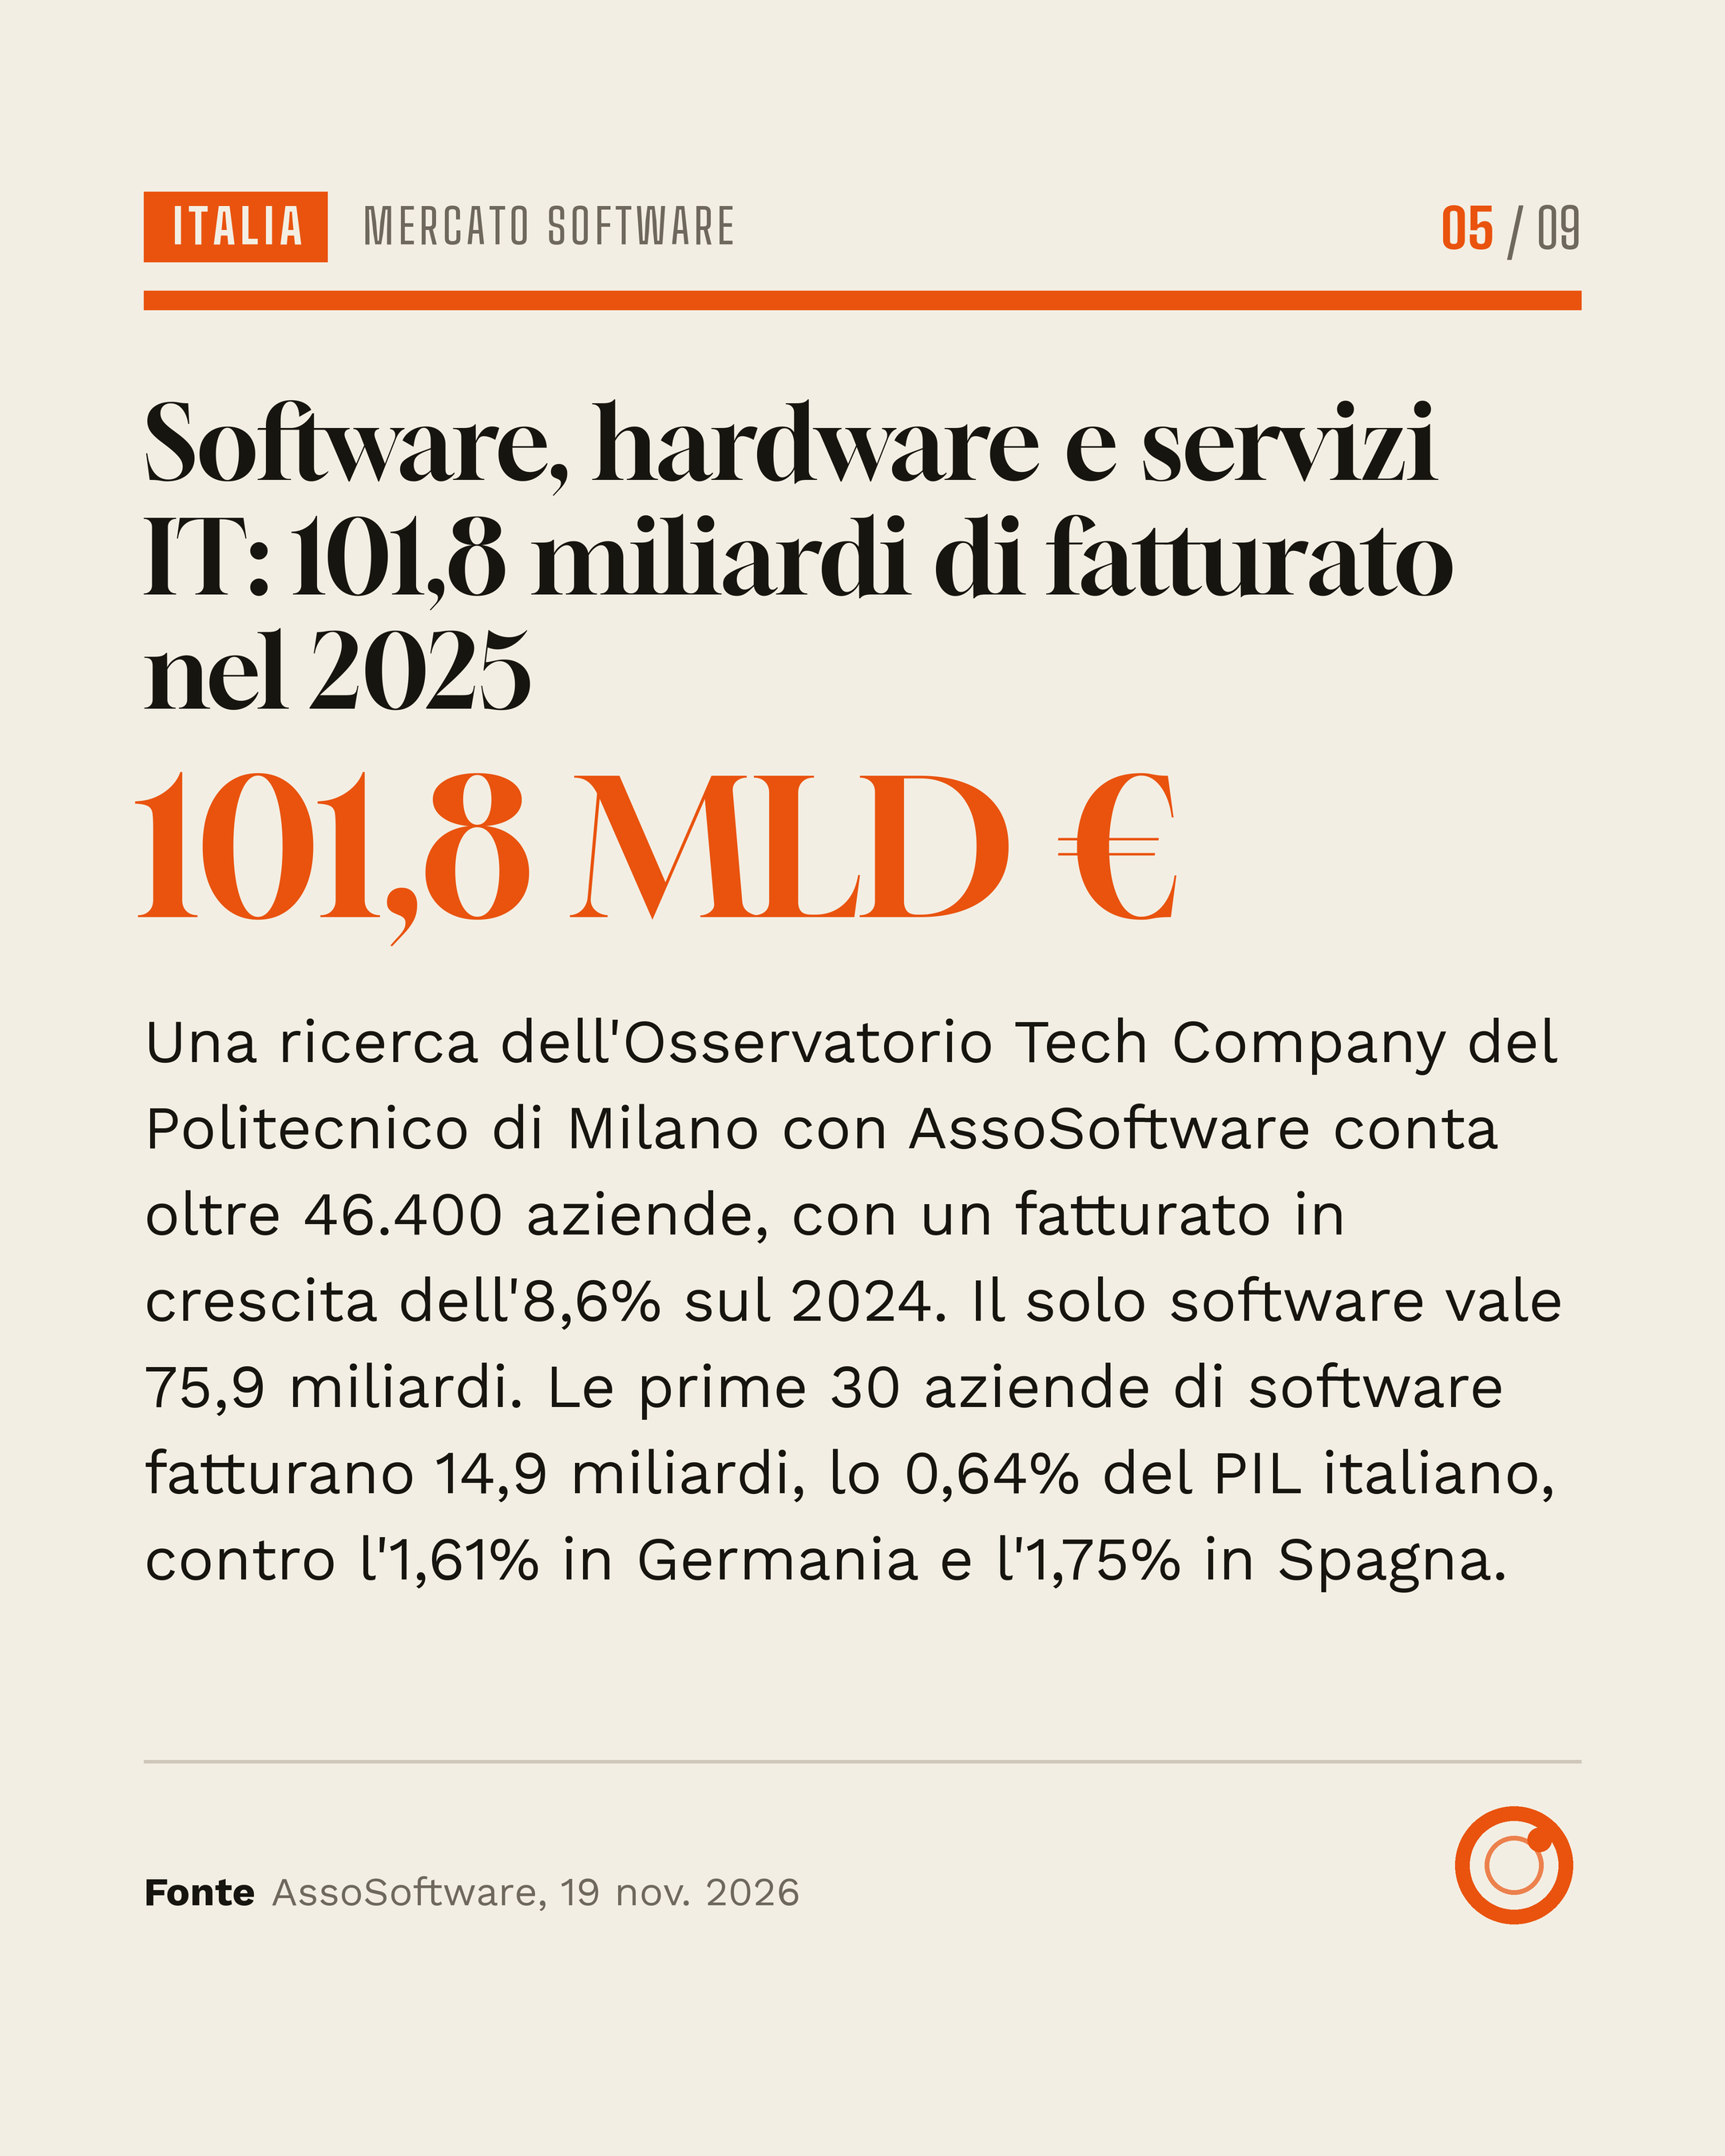 ITALIA MERCATO SOFTWARE 05 / 09
Software, hardware e servizi
IT: 101,8 miliardi di fatturato
nel 2025
101,8 MLD €
Una ricerca dell'Osservatorio Tech Company del
Politecnico di Milano con AssoSoftware conta
oltre 46.400 aziende, con un fatturato in
crescita dell'8,6% sul 2024. Il solo software vale
75,9 miliardi. Le prime 30 aziende di software
fatturano 14,9 miliardi, lo 0,64% del PIL italiano,
contro l'1,61% in Germania e l'1,75% in Spagna.
Fonte AssoSoftware, 19 nov. 2026